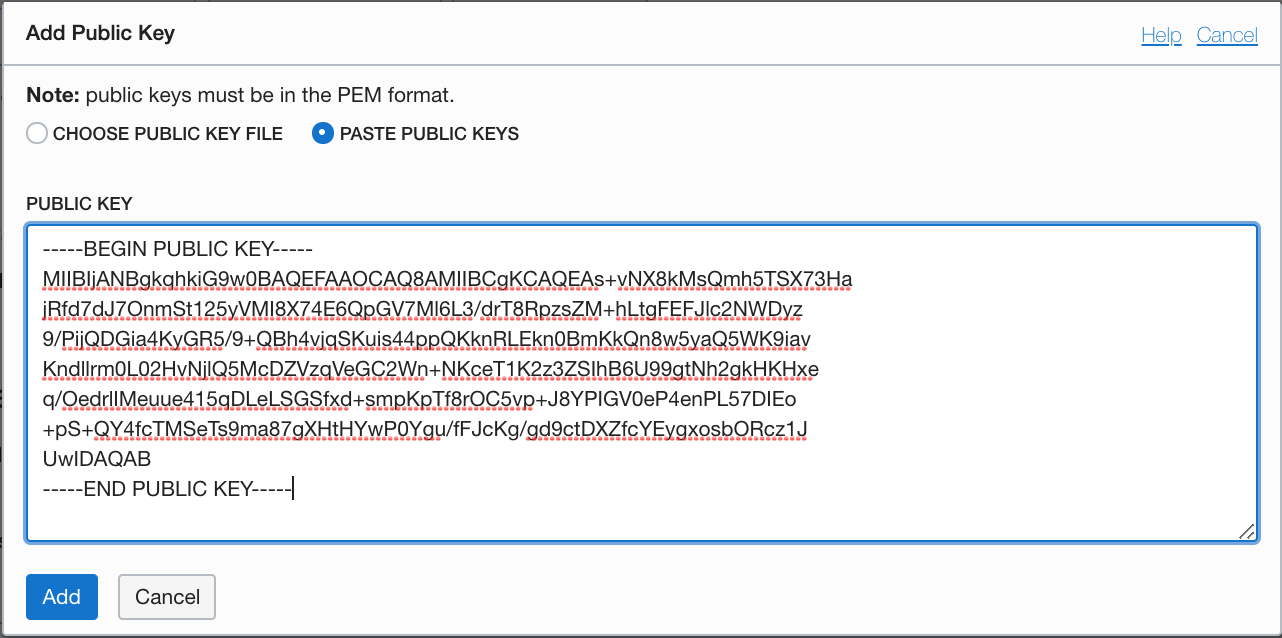 Add Public Key
Help Cancel
Note: public keys must be in the PEM format.
CHOOSE PUBLIC KEY FILE PASTE PUBLIC KEYS
PUBLIC KEY
-----BEGIN PUBLIC KEY-----
MIIBIjANBgkqhkiG9w0BAQEFAAOCAQ8AMIIBCgKCAQEAs+vNX8kMsQmh5TSX73Ha
jRfd7dJ7OnmSt125yVMI8X74E6QpGV7Ml6L3/drT8RpzsZM+hLtgFEFJlc2NWDyz
9/PijQDGia4KyGR5/9+QBh4vjqSKuis44ppQKknRLEkn0BmKkQn8w5yaQ5WK9iav
Kndllrm0L02HvNjlQ5McDZVzqVeGC2Wn+NKceT1K2z3ZSlhB6U99gtNh2gkHKHxe
q/OedrlIMeuue415qDLeLSGSfxd+smpKpTf8rOC5vp+J8YPIGV0eP4enPL57DIEo
+pS+QY4fcTMSeTs9ma87gXHtHYwP0Ygu/fFJcKg/gd9ctDXZfcYEygxosbORcz1J
UwIDAQAB
-----END PUBLIC KEY-----
Add Cancel